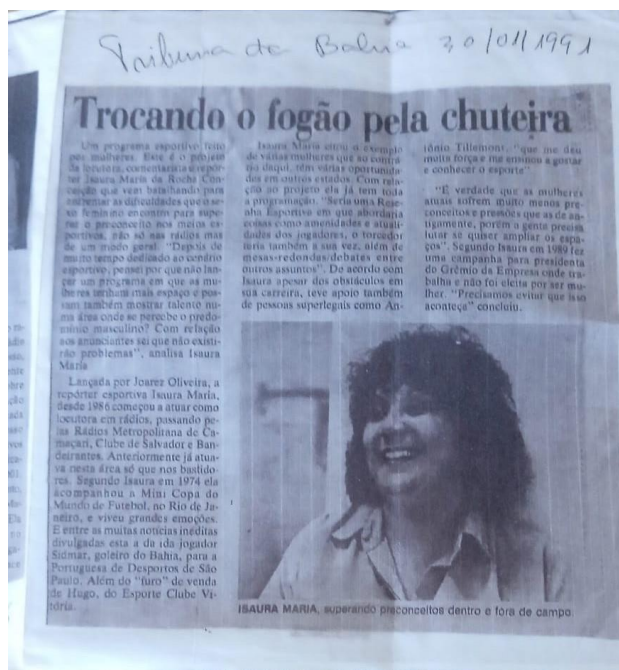 Tribuna da Bahia 30/01/1991
Trocando o fogão pela chuteira
Um programa esportivo feito
por mulheres. Este é o projeto
da locutora, comentarista e repór-
ter Isaura Maria da Rocha Con-
ceição que vem batalhando para
enfrentar as dificuldades que o se-
xo feminino encontra para supe-
rar o preconceito nos meios es-
portivos, não só nas rádios mas
de um modo geral. "Depois de
muito tempo dedicado ao cenário
esportivo, pensei por que não lan-
çar um programa em que as mu-
lheres tenham mais espaço e pos-
sam também mostrar talento nu-
ma área onde se percebe o predo-
mínio masculino? Com relação
aos anunciantes sei que não existi-
rão problemas", analisa Isaura
Maria
Lançada por Joarez Oliveira, a
repórter esportiva Isaura Maria,
desde 1986 começou a atuar como
locutora em rádios, passando pe-
las Rádios Metropolitana de Ca-
maçari, Clube de Salvador e Ban-
deirantes. Anteriormente já atua-
va nesta área só que nos bastido-
res. Segundo Isaura em 1974 ela
acompanhou a Mini Copa do
Mundo de Futebol, no Rio de Ja-
neiro, e viveu grandes emoções.
E entre as muitas notícias inéditas
divulgadas esta a da ida jogador
Sidmar, goleiro do Bahia, para a
Portuguesa de Desportos de São
Paulo. Além do "furo" de venda
de Hugo, do Esporte Clube Vi-
tória.
Isaura Maria citou o exemplo
de várias mulheres que ao contrá-
rio daqui, têm várias oportunida-
des em outros estados. Com rela-
ção ao projeto ela já tem toda
a programação. "Seria uma Rese-
nha Esportiva em que abordaria
coisas como amenidades e atuali-
dades dos jogadores, o torcedor
teria também a sua vez, além de
mesas-redondas/debates entre
outros assuntos". De acordo com
Isaura apesar dos obstáculos em
sua carreira, teve apoio também
de pessoas superlegais como An-
tônio Tillemont, "que me deu
muita força e me ensinou a gostar
e conhecer o esporte"
"É verdade que as mulheres
atuais sofrem muito menos pre-
conceitos e pressões que as de an-
tigamente, porém a gente precisa
lutar se quiser ampliar os espa-
ços". Segundo Isaura em 1989 fez
uma campanha para presidenta
do Grêmio da Empresa onde tra-
balha e não foi eleita por ser mu-
lher. "Precisamos evitar que isso
aconteça" concluiu.
ISAURA MARIA, superando preconceitos dentro e fora de campo